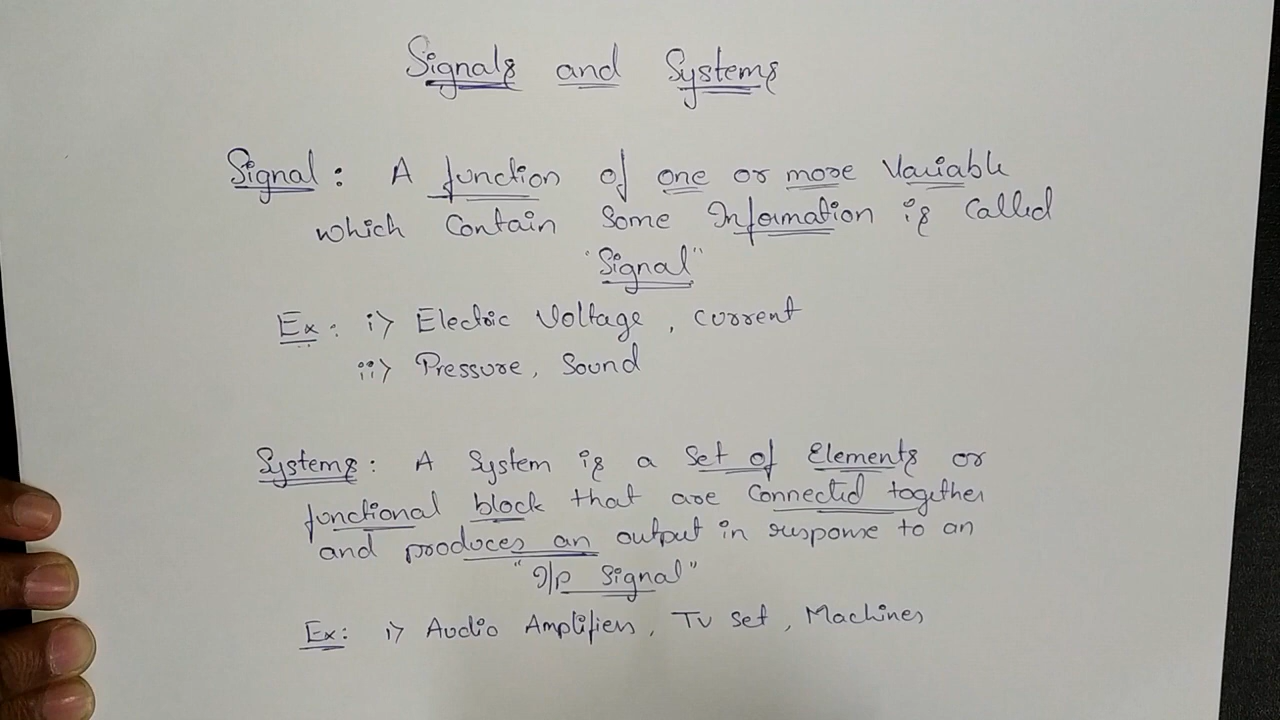 Signals and Systems
Signal : A function of one or more Variable
which Contain Some Information is Called
"Signal"
Ex : i> Electric Voltage , Current
ii> Pressure, Sound
Systems : A System is a Set of Elements or
functional block that are Connected together
and produces an output in response to an
"I/p Signal"
Ex : i> Audio Amplifiers, Tv Set, Machines